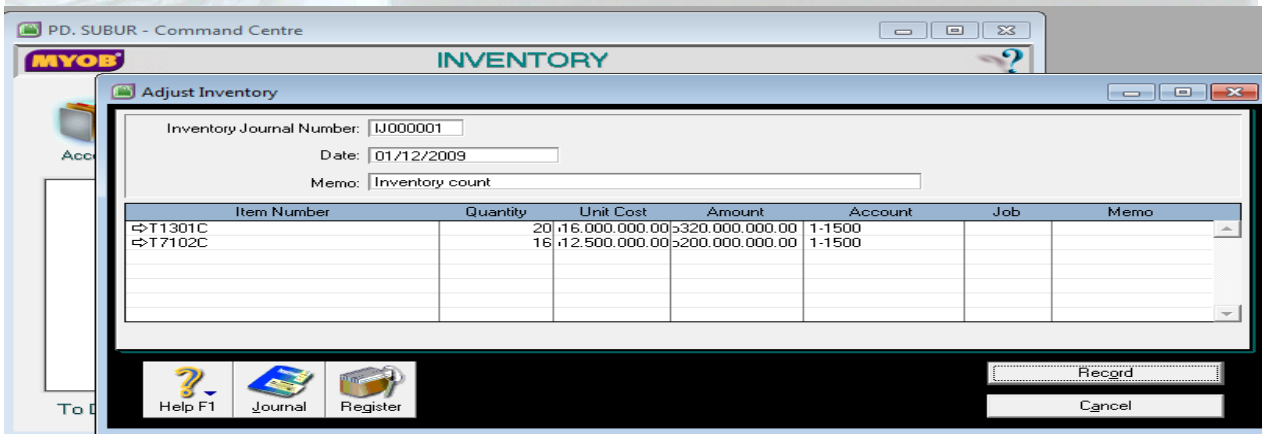 PD. SUBUR - Command Centre
MYOB INVENTORY ?
Adjust Inventory
Inventory Journal Number: IJ000001
Date: 01/12/2009
Memo: Inventory count
Item Number Quantity Unit Cost Amount Account Job Memo
T1301C 20 16.000.000.00 320.000.000.00 1-1500
T7102C 16 12.500.000.00 200.000.000.00 1-1500
Help F1 Journal Register Record
To Cancel